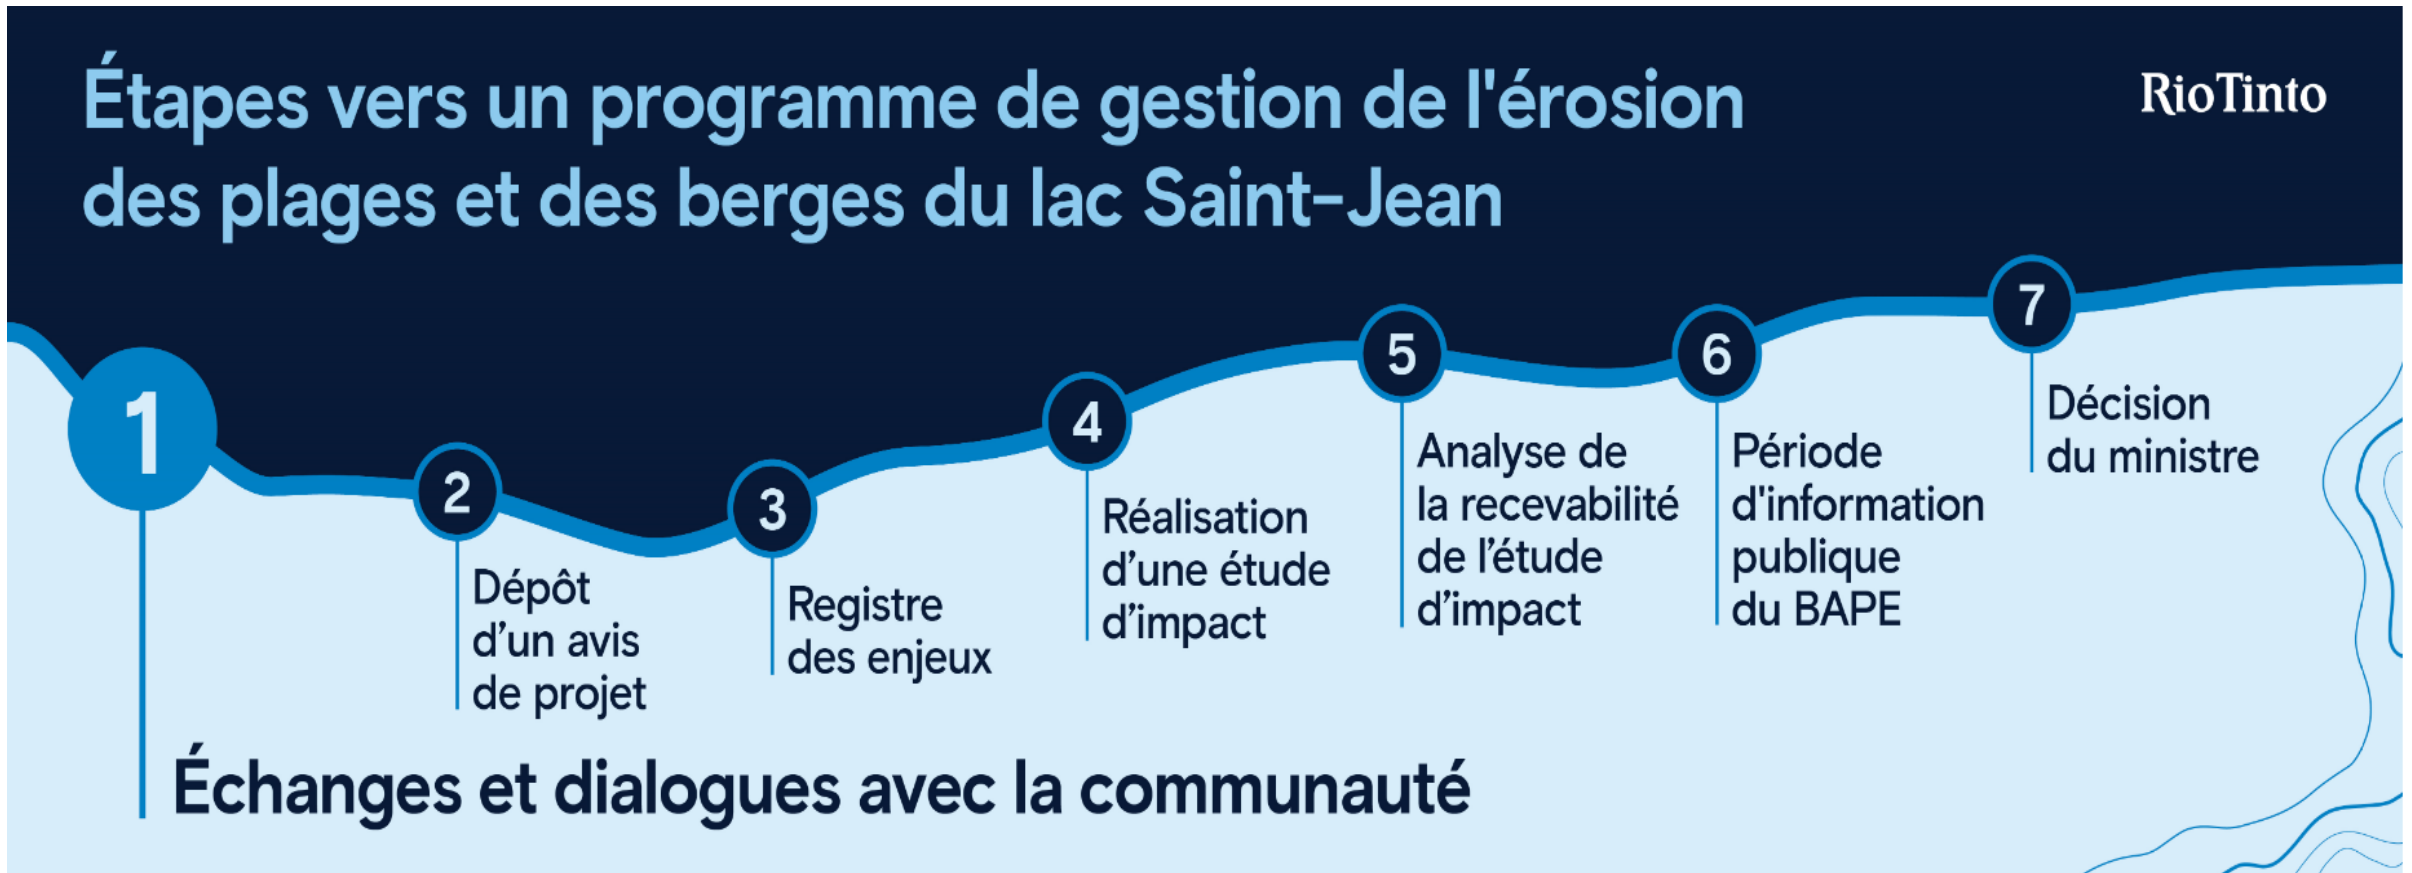 Étapes vers un programme de gestion de l'érosion
des plages et des berges du lac Saint-Jean
RioTinto
1
Échanges et dialogues avec la communauté
2
Dépôt
d’un avis
de projet
3
Registre
des enjeux
4
Réalisation
d’une étude
d’impact
5
Analyse de
la recevabilité
de l’étude
d’impact
6
Période
d'information
publique
du BAPE
7
Décision
du ministre